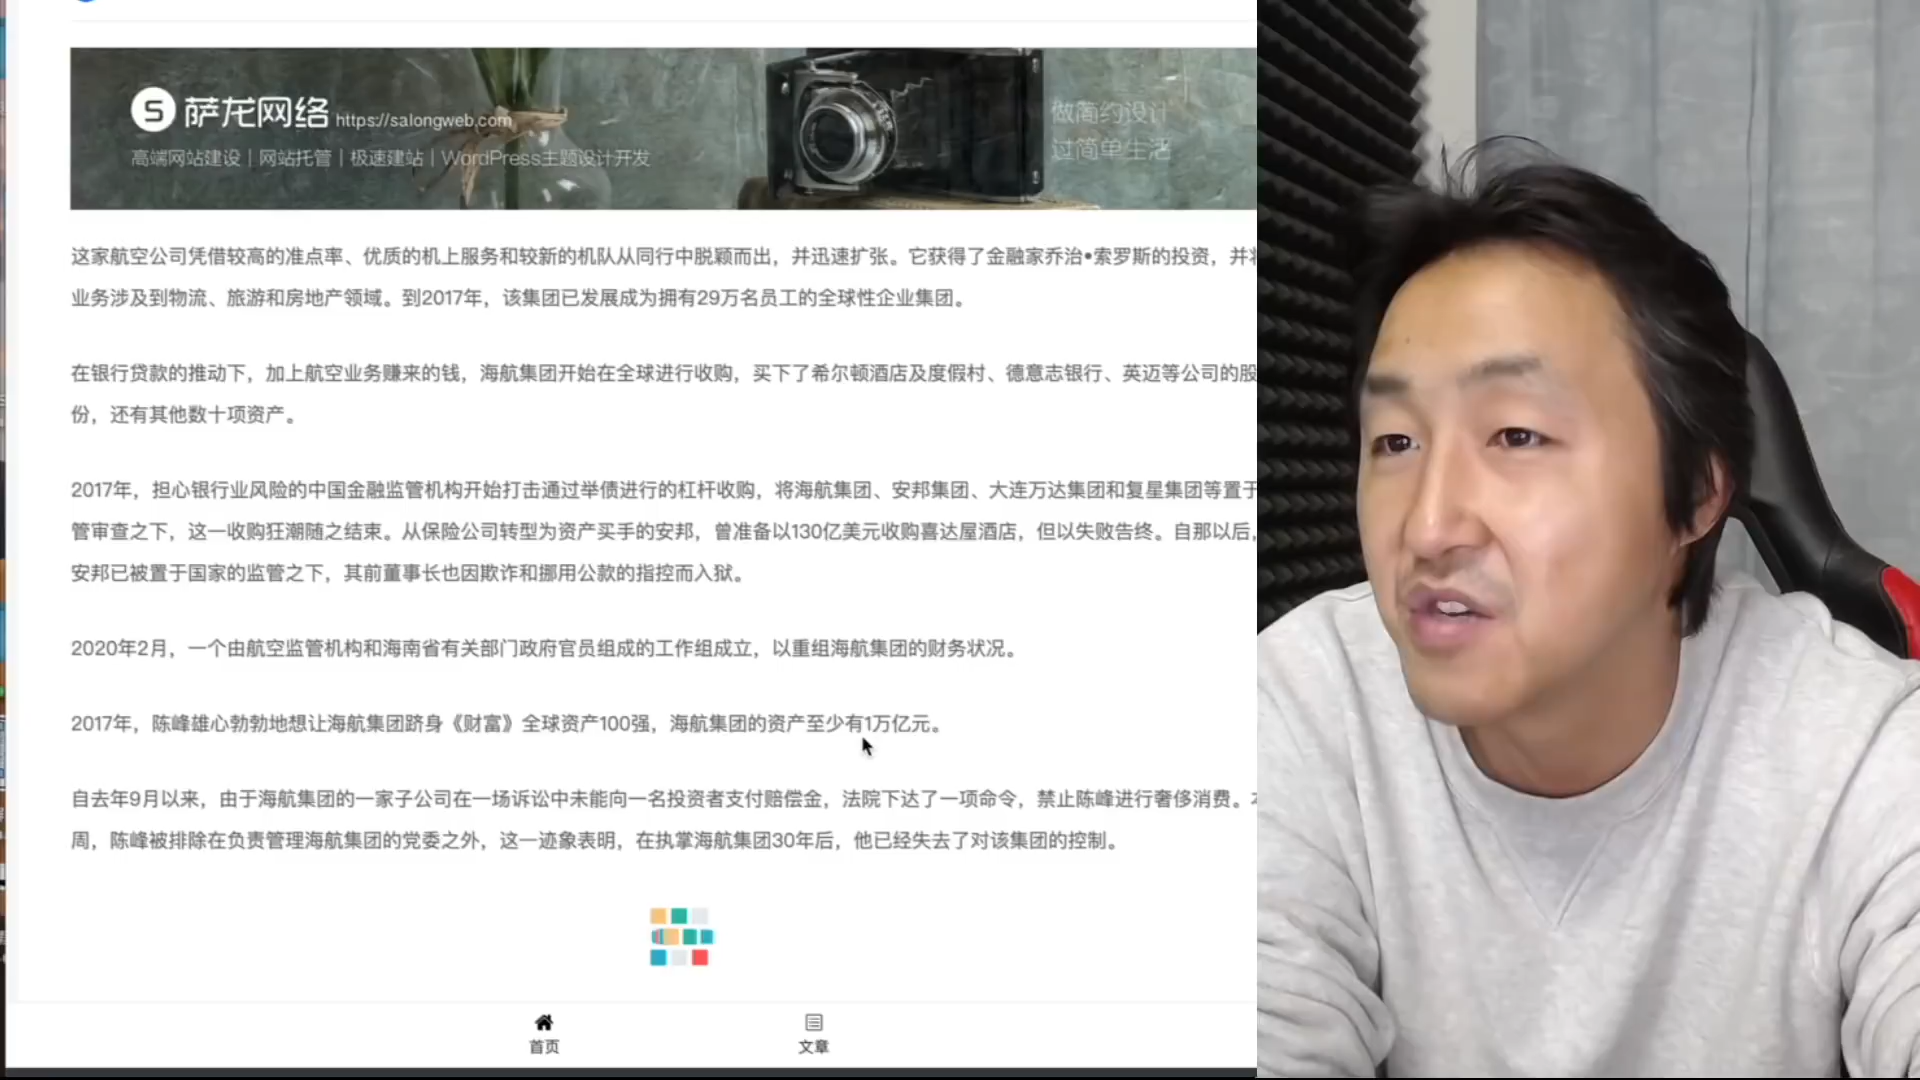 萨龙网络 https://salongweb.com
高端网站建设 | 网站托管 | 极速建站 | WordPress主题设计开发
做简约设计
过简单生活
这家航空公司凭借较高的准点率、优质的机上服务和较新的机队从同行中脱颖而出，并迅速扩张。它获得了金融家乔治•索罗斯的投资，并将
业务涉及到物流、旅游和房地产领域。到2017年，该集团已发展成为拥有29万名员工的全球性企业集团。
在银行贷款的推动下，加上航空业务赚来的钱，海航集团开始在全球进行收购，买下了希尔顿酒店及度假村、德意志银行、英迈等公司的股
份，还有其他数十项资产。
2017年，担心银行业风险的中国金融监管机构开始打击通过举债进行的杠杆收购，将海航集团、安邦集团、大连万达集团和复星集团等置于
管审查之下，这一收购狂潮随之结束。从保险公司转型为资产买手的安邦，曾准备以130亿美元收购喜达屋酒店，但以失败告终。自那以后，
安邦已被置于国家的监管之下，其前董事长也因欺诈和挪用公款的指控而入狱。
2020年2月，一个由航空监管机构和海南省有关部门政府官员组成的工作组成立，以重组海航集团的财务状况。
2017年，陈峰雄心勃勃地想让海航集团跻身《财富》全球资产100强，海航集团的资产至少有1万亿元。
自去年9月以来，由于海航集团的一家子公司在一场诉讼中未能向一名投资者支付赔偿金，法院下达了一项命令，禁止陈峰进行奢侈消费。
周，陈峰被排除在负责管理海航集团的党委之外，这一迹象表明，在执掌海航集团30年后，他已经失去了对该集团的控制。
首页
文章